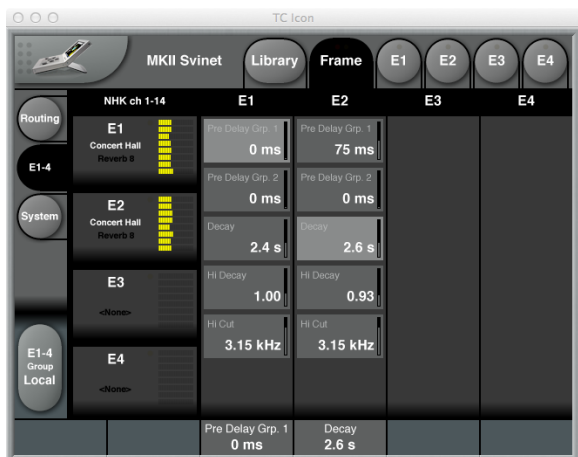 TC Icon
MKII Svinet
Library
Frame
E1
E2
E3
E4
NHK ch 1-14
E1
E2
E3
E4
Routing
E1-4
System
E1-4
Group
Local
E1
Concert Hall
Reverb 8
E2
Concert Hall
Reverb 8
E3
<None>
E4
<None>
Pre Delay Grp. 1
0 ms
Pre Delay Grp. 2
0 ms
Decay
2.4 s
Hi Decay
1.00
Hi Cut
3.15 kHz
Pre Delay Grp. 1
75 ms
Pre Delay Grp. 2
0 ms
Decay
2.6 s
Hi Decay
0.93
Hi Cut
3.15 kHz
Pre Delay Grp. 1
0 ms
Decay
2.6 s